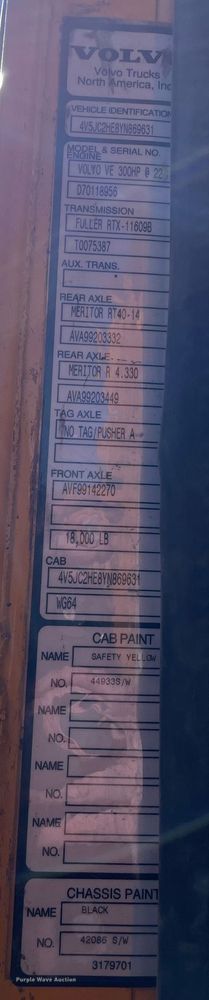 VOLV
Volvo Trucks
North America, Inc
VEHICLE IDENTIFICATION
4V5JC2HE8YN869631
MODEL & SERIAL NO.
ENGINE
VOLVO VE 300HP @ 22
D70118956
TRANSMISSION
FULLER RTX-11609B
T0075387
AUX. TRANS.
REAR AXLE
MERITOR RT40-14
AVA99203332
REAR AXLE
MERITOR R 4.330
AVA99203449
TAG AXLE
NO TAG/PUSHER A
FRONT AXLE
AVF99142270
18,000 LB
CAB
4V5JC2HE8YN869631
WG64
CAB PAINT
NAME SAFETY YELLOW
NO. 44933S/W
NAME
NO.
NAME
NO.
NAME
NO.
CHASSIS PAINT
NAME BLACK
NO. 42086 S/W
3179701
Purple Wave Auction